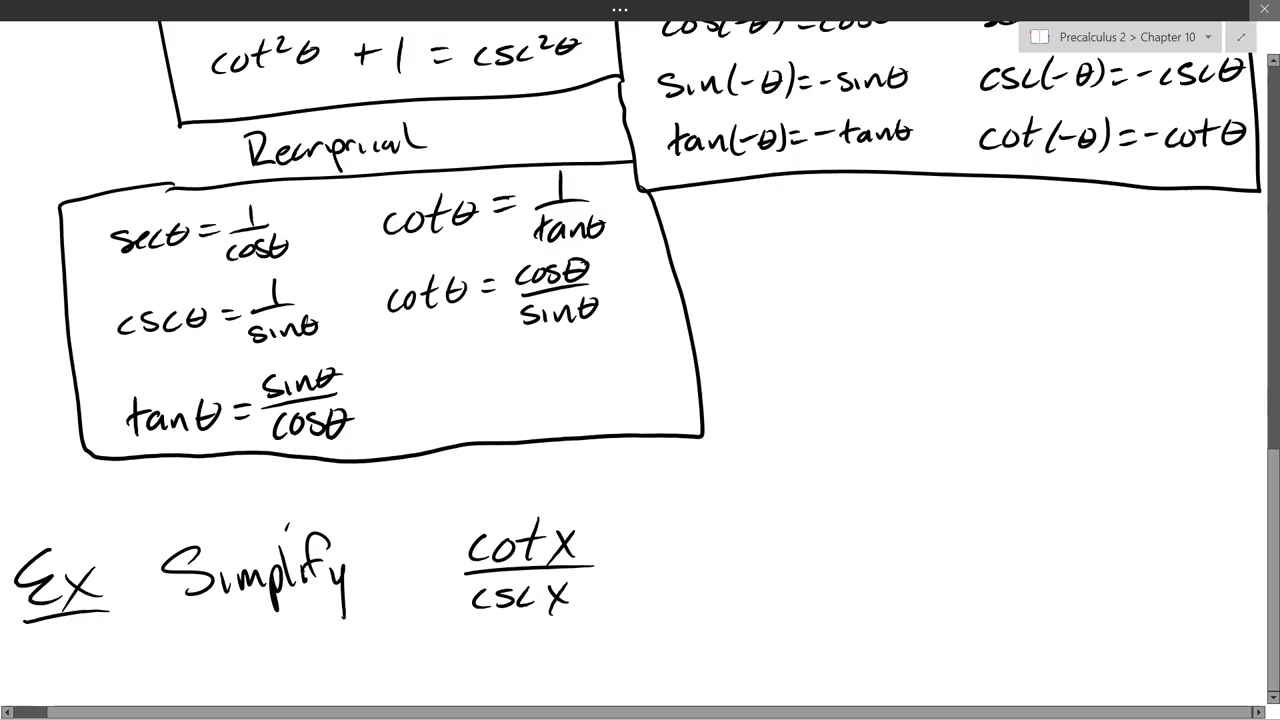 ...
Precalculus 2 > Chapter 10
cot²θ + 1 = csc²θ
sin(-θ)=-sinθ csc(-θ)=-cscθ
tan(-θ)=-tanθ cot(-θ)=-cotθ
Recriprical
secθ = 1/cosθ cotθ = 1/tanθ
cscθ = 1/sinθ cotθ = cosθ/sinθ
tanθ = sinθ/cosθ
Ex Simplify cotx/cscx